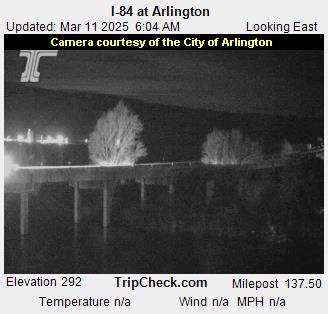 I-84 at Arlington
Updated: Mar 11 2025 6:04 AM Looking East
Camera courtesy of the City of Arlington
Elevation 292 TripCheck.com Milepost 137.50
Temperature n/a Wind n/a MPH n/a